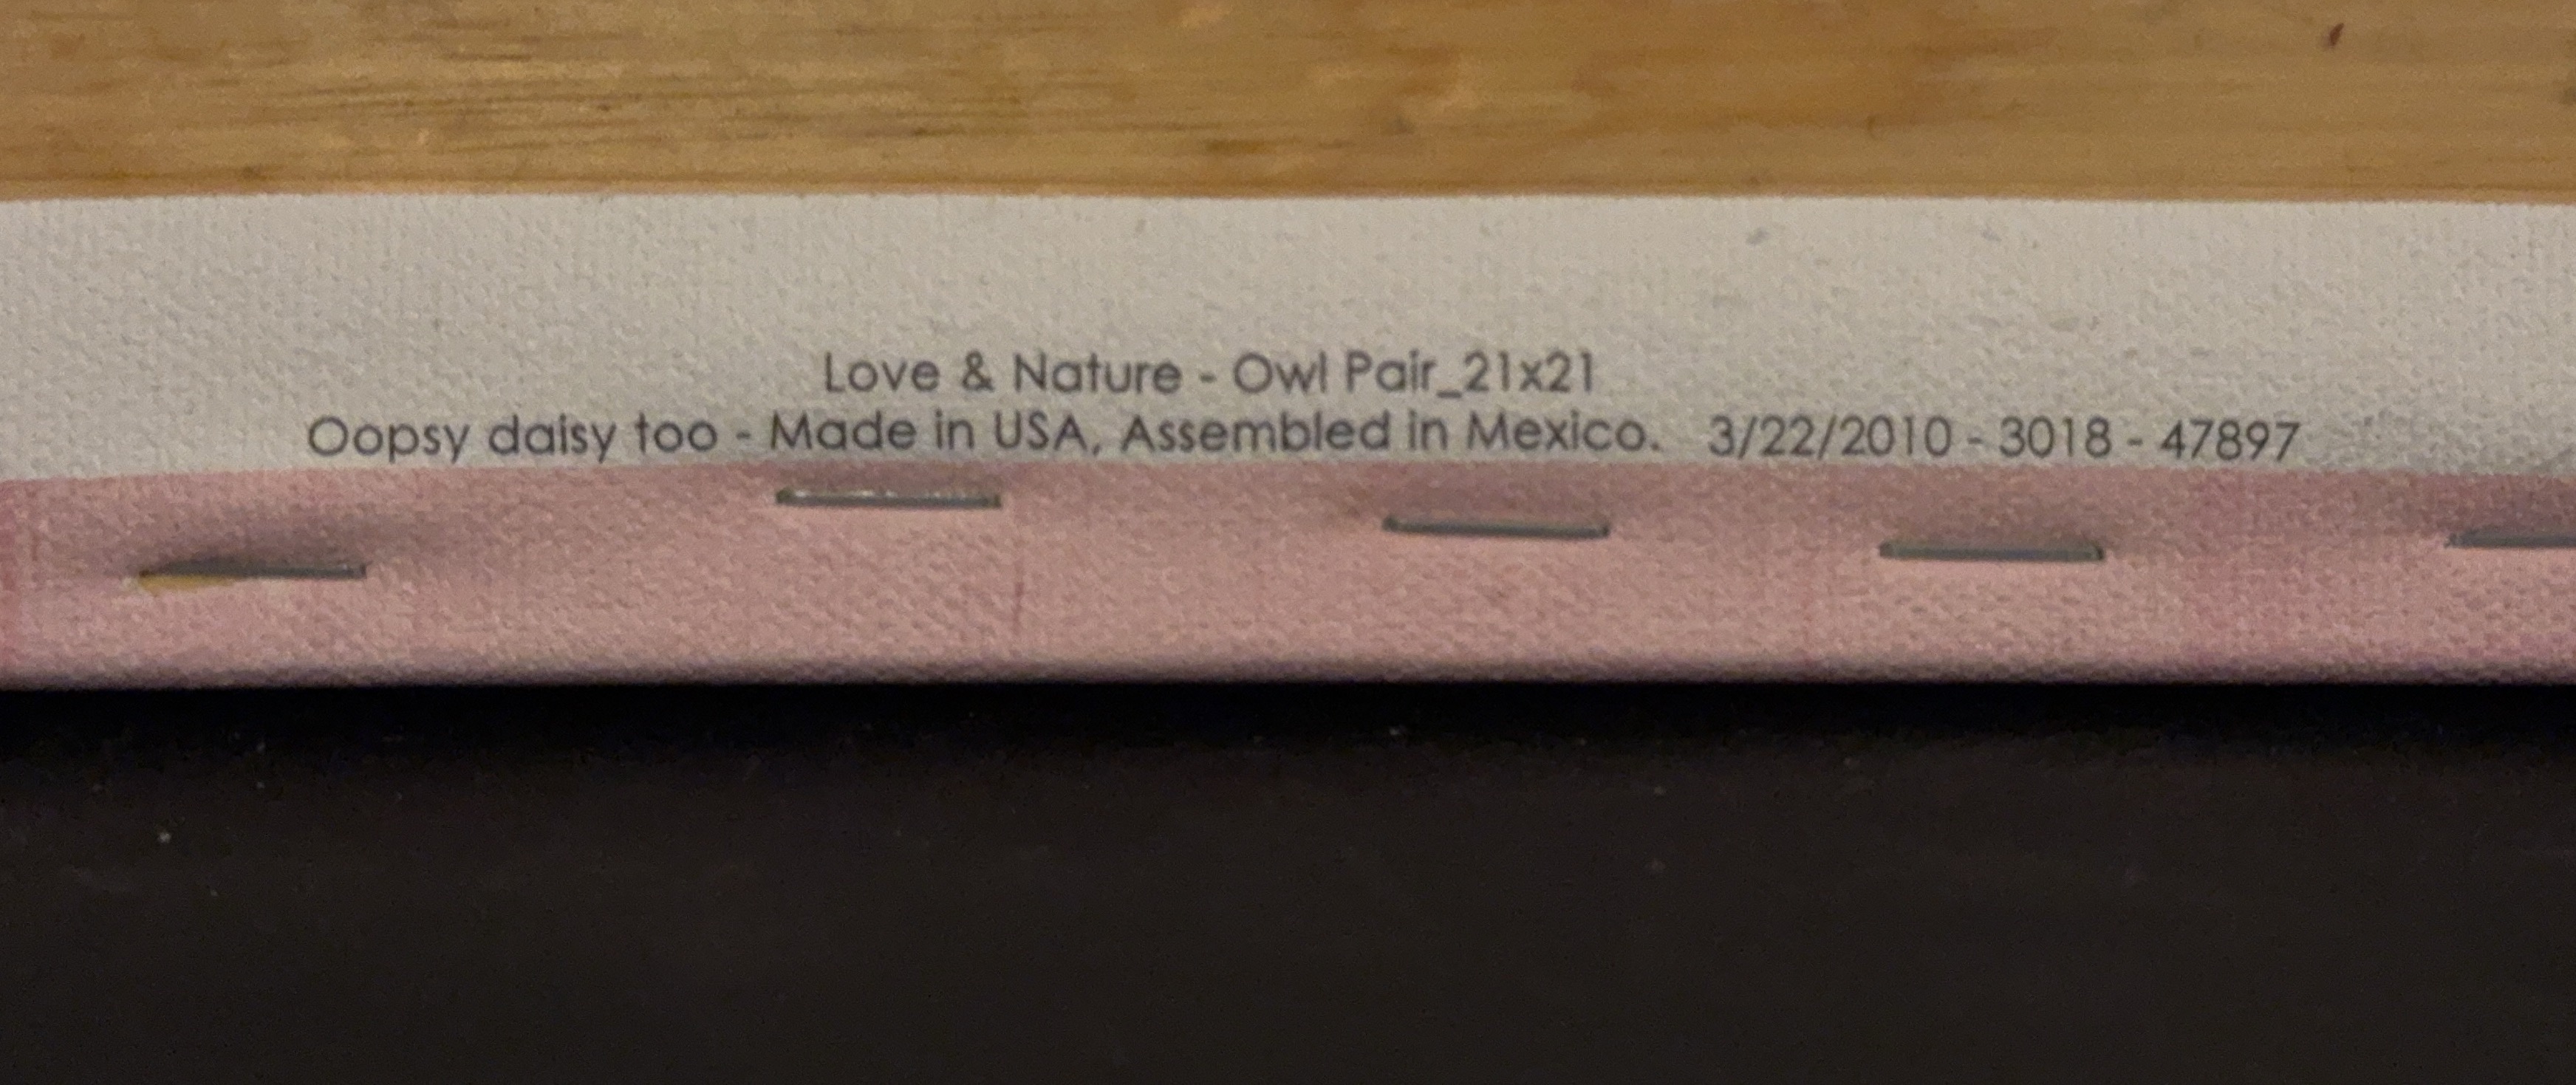 Love & Nature - Owl Pair_21x21
Oopsy daisy too - Made in USA, Assembled in Mexico.   3/22/2010 - 3018 - 47897